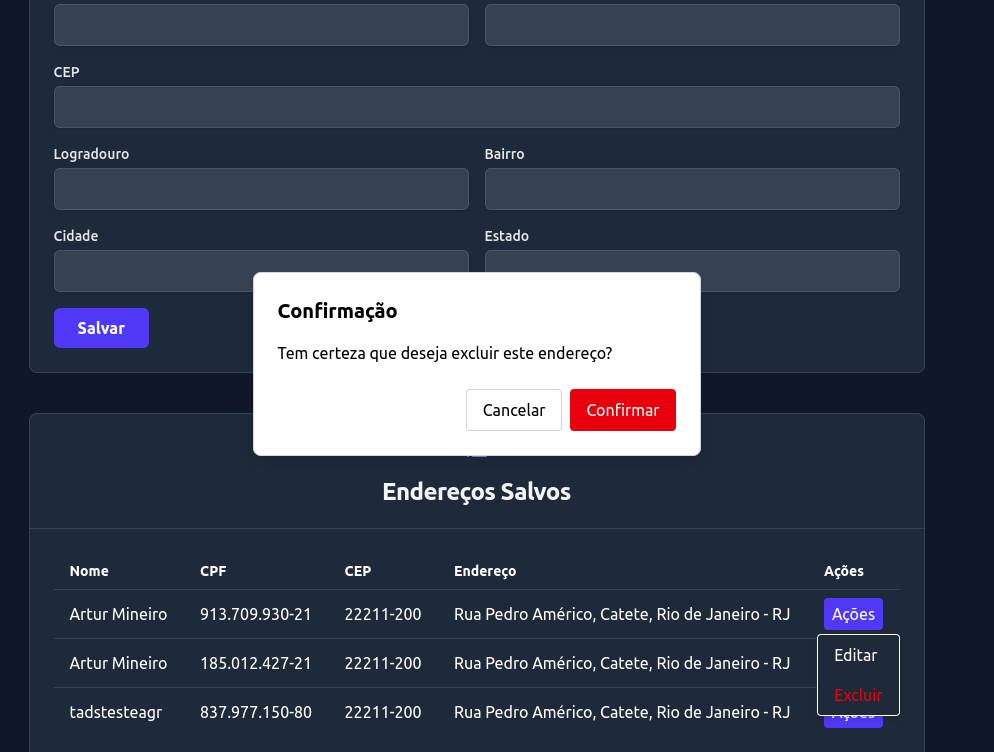 CEP
Logradouro Bairro
Cidade Estado
Salvar
Confirmação
Tem certeza que deseja excluir este endereço?
Cancelar Confirmar
Endereços Salvos
Nome CPF CEP Endereço Ações
Artur Mineiro 913.709.930-21 22211-200 Rua Pedro Américo, Catete, Rio de Janeiro - RJ Ações
Editar
Artur Mineiro 185.012.427-21 22211-200 Rua Pedro Américo, Catete, Rio de Janeiro - RJ
Excluir
tadstesteagr 837.977.150-80 22211-200 Rua Pedro Américo, Catete, Rio de Janeiro - RJ Ações